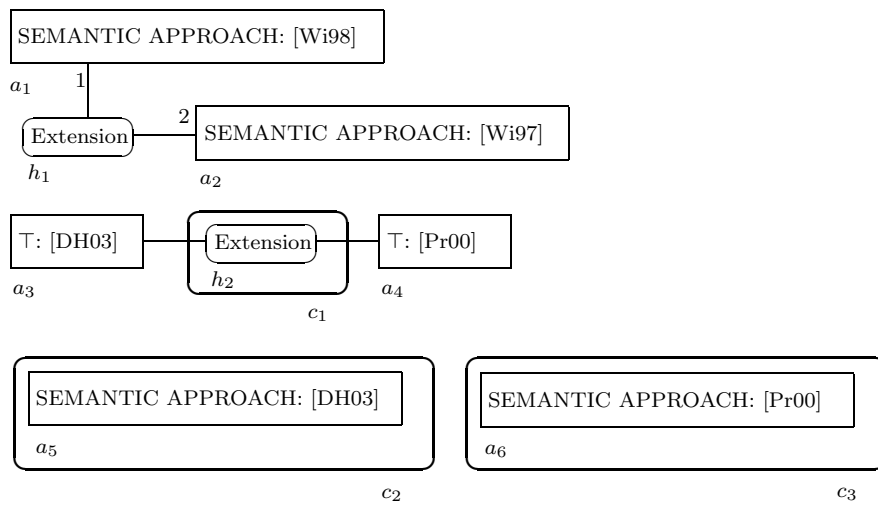 SEMANTIC APPROACH: [Wi98]
a₁ 1
Extension 2 SEMANTIC APPROACH: [Wi97]
h₁ a₂
⊤: [DH03] Extension ⊤: [Pr00]
a₃ h₂ a₄
c₁
SEMANTIC APPROACH: [DH03] SEMANTIC APPROACH: [Pr00]
a₅ a₆
c₂ c₃